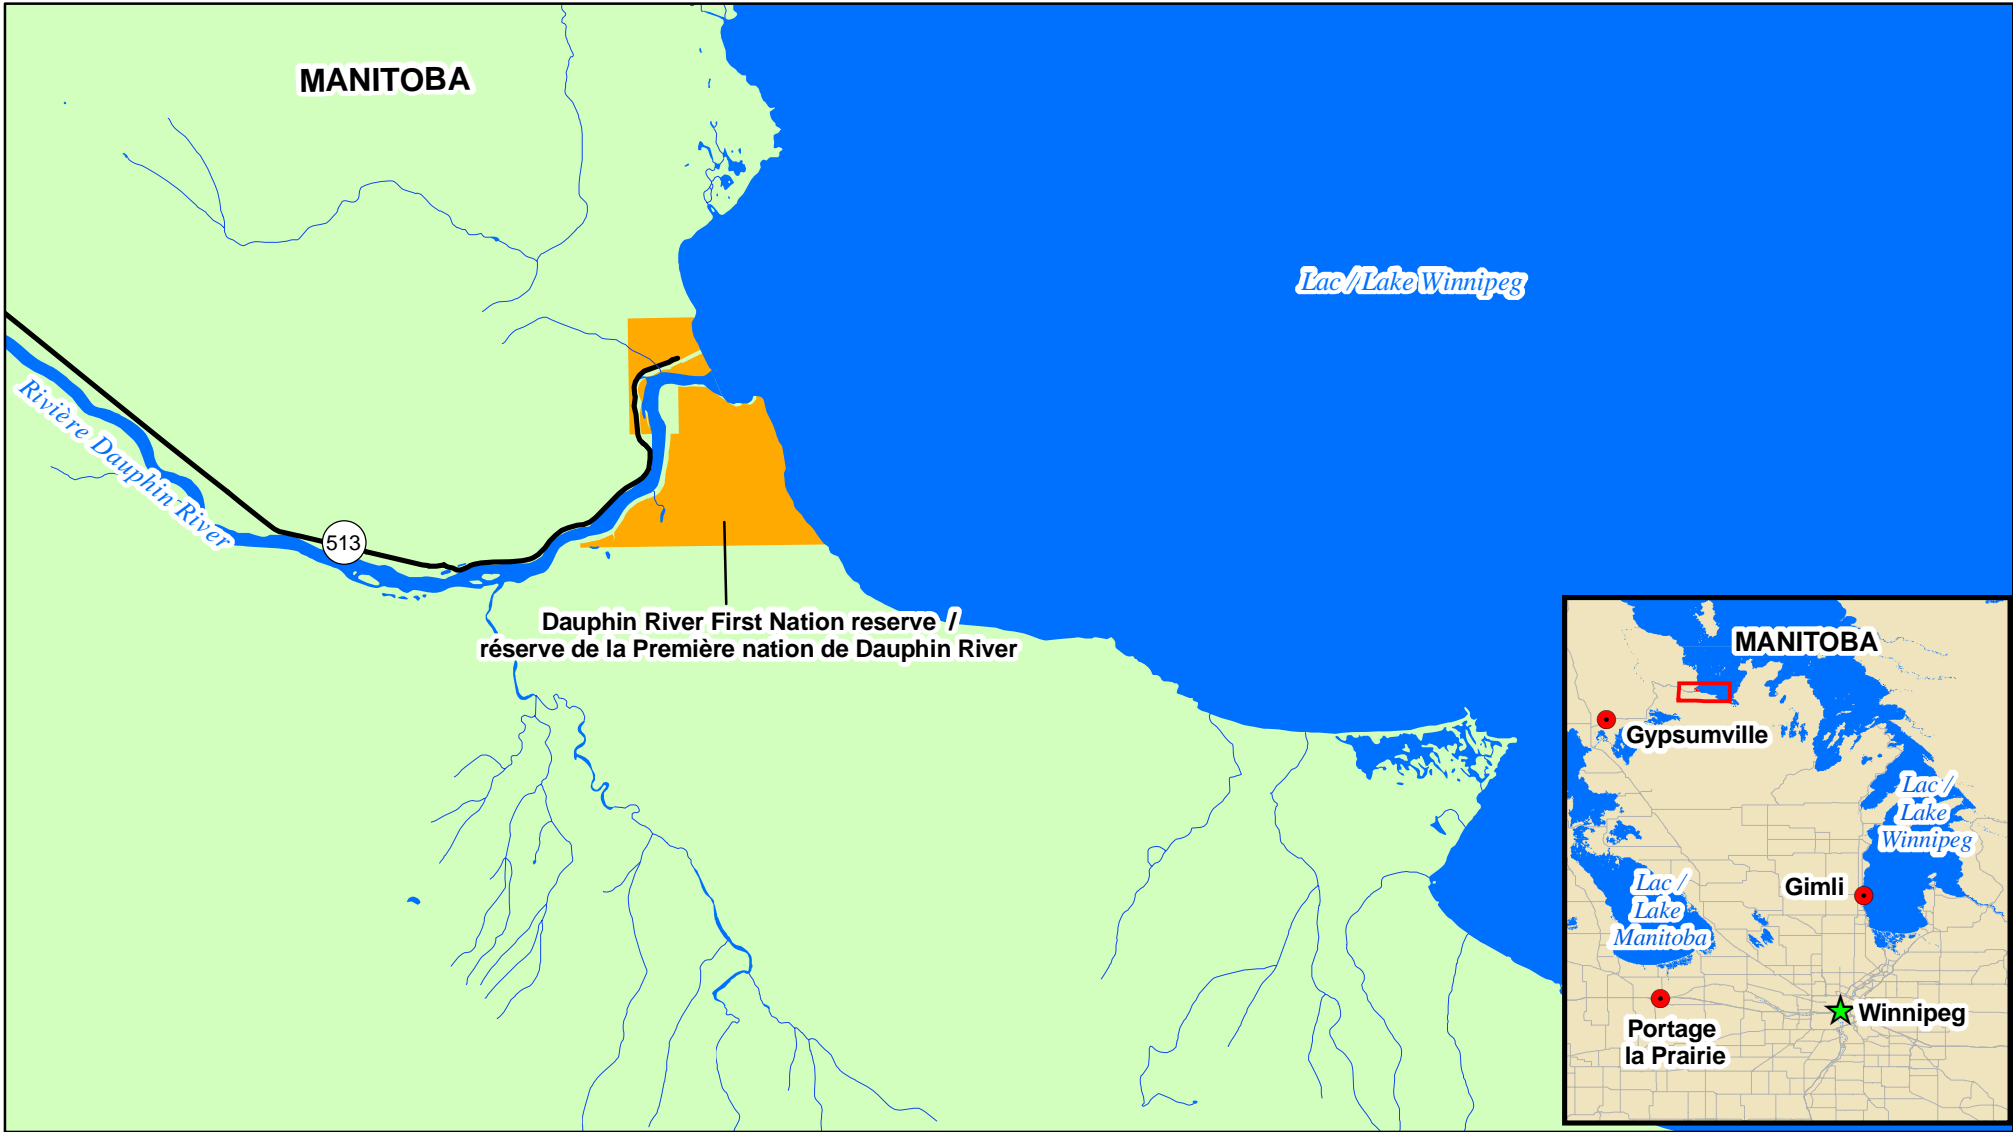 MANITOBA
Lac / Lake Winnipeg
Rivière Dauphin River
513
Dauphin River First Nation reserve /
réserve de la Première nation de Dauphin River
MANITOBA
Gypsumville
Lac /
Lake
Winnipeg
Gimli
Lac /
Lake
Manitoba
Winnipeg
Portage
la Prairie